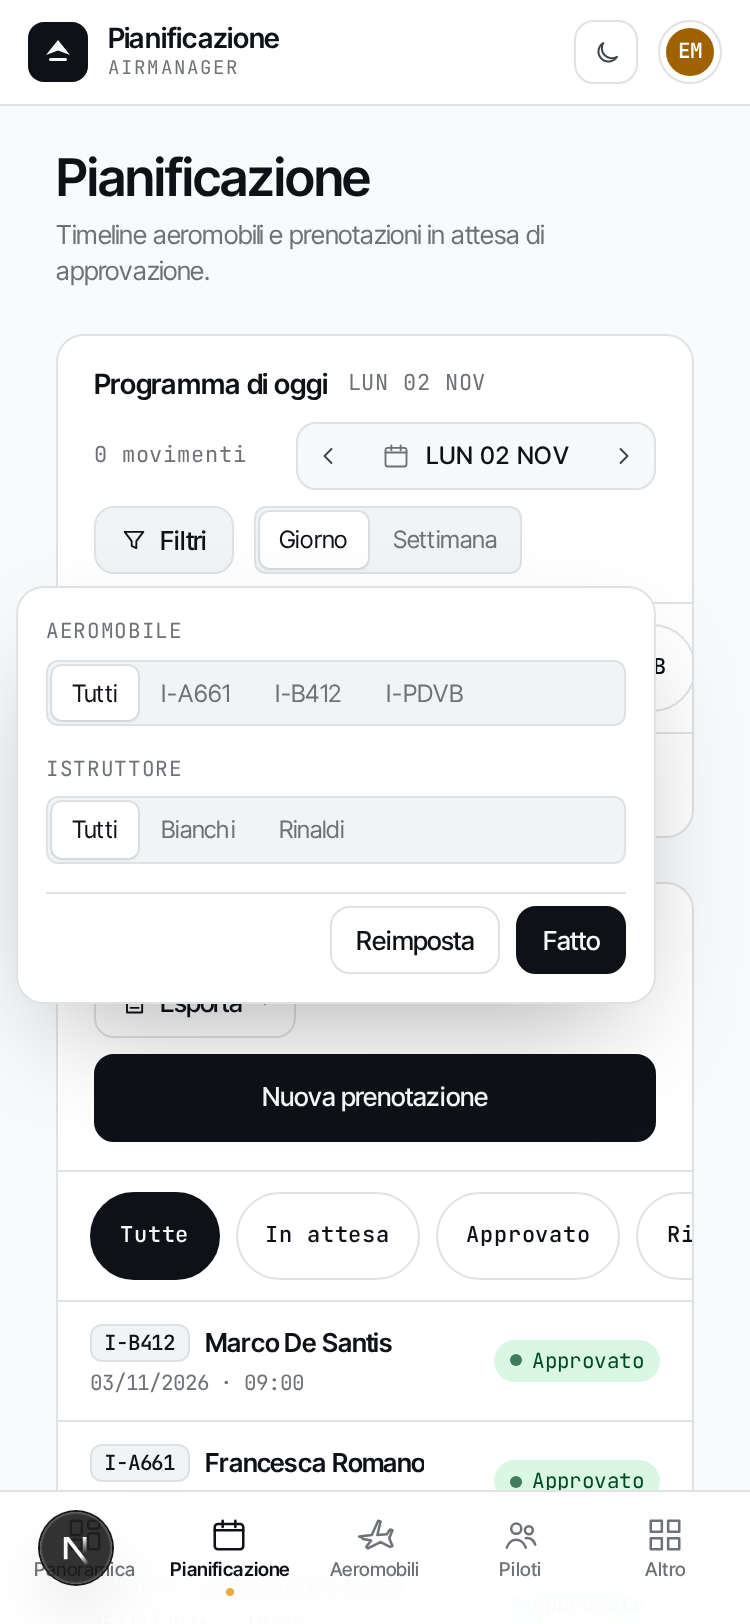 Pianificazione
AIRMANAGER
EM
Pianificazione
Timeline aeromobili e prenotazioni in attesa di
approvazione.
Programma di oggi LUN 02 NOV
0 movimenti
LUN 02 NOV
Filtri
Giorno
Settimana
AEROMOBILE
B
Tutti
I-A661
I-B412
I-PDVB
ISTRUTTORE
Tutti
Bianchi
Rinaldi
Reimposta
Fatto
Esporta
Nuova prenotazione
Tutte
In attesa
Approvato
Ri
I-B412 Marco De Santis
Approvato
03/11/2026 · 09:00
I-A661 Francesca Romano
Approvato
N
Panoramica
Pianificazione
Aeromobili
Piloti
Altro